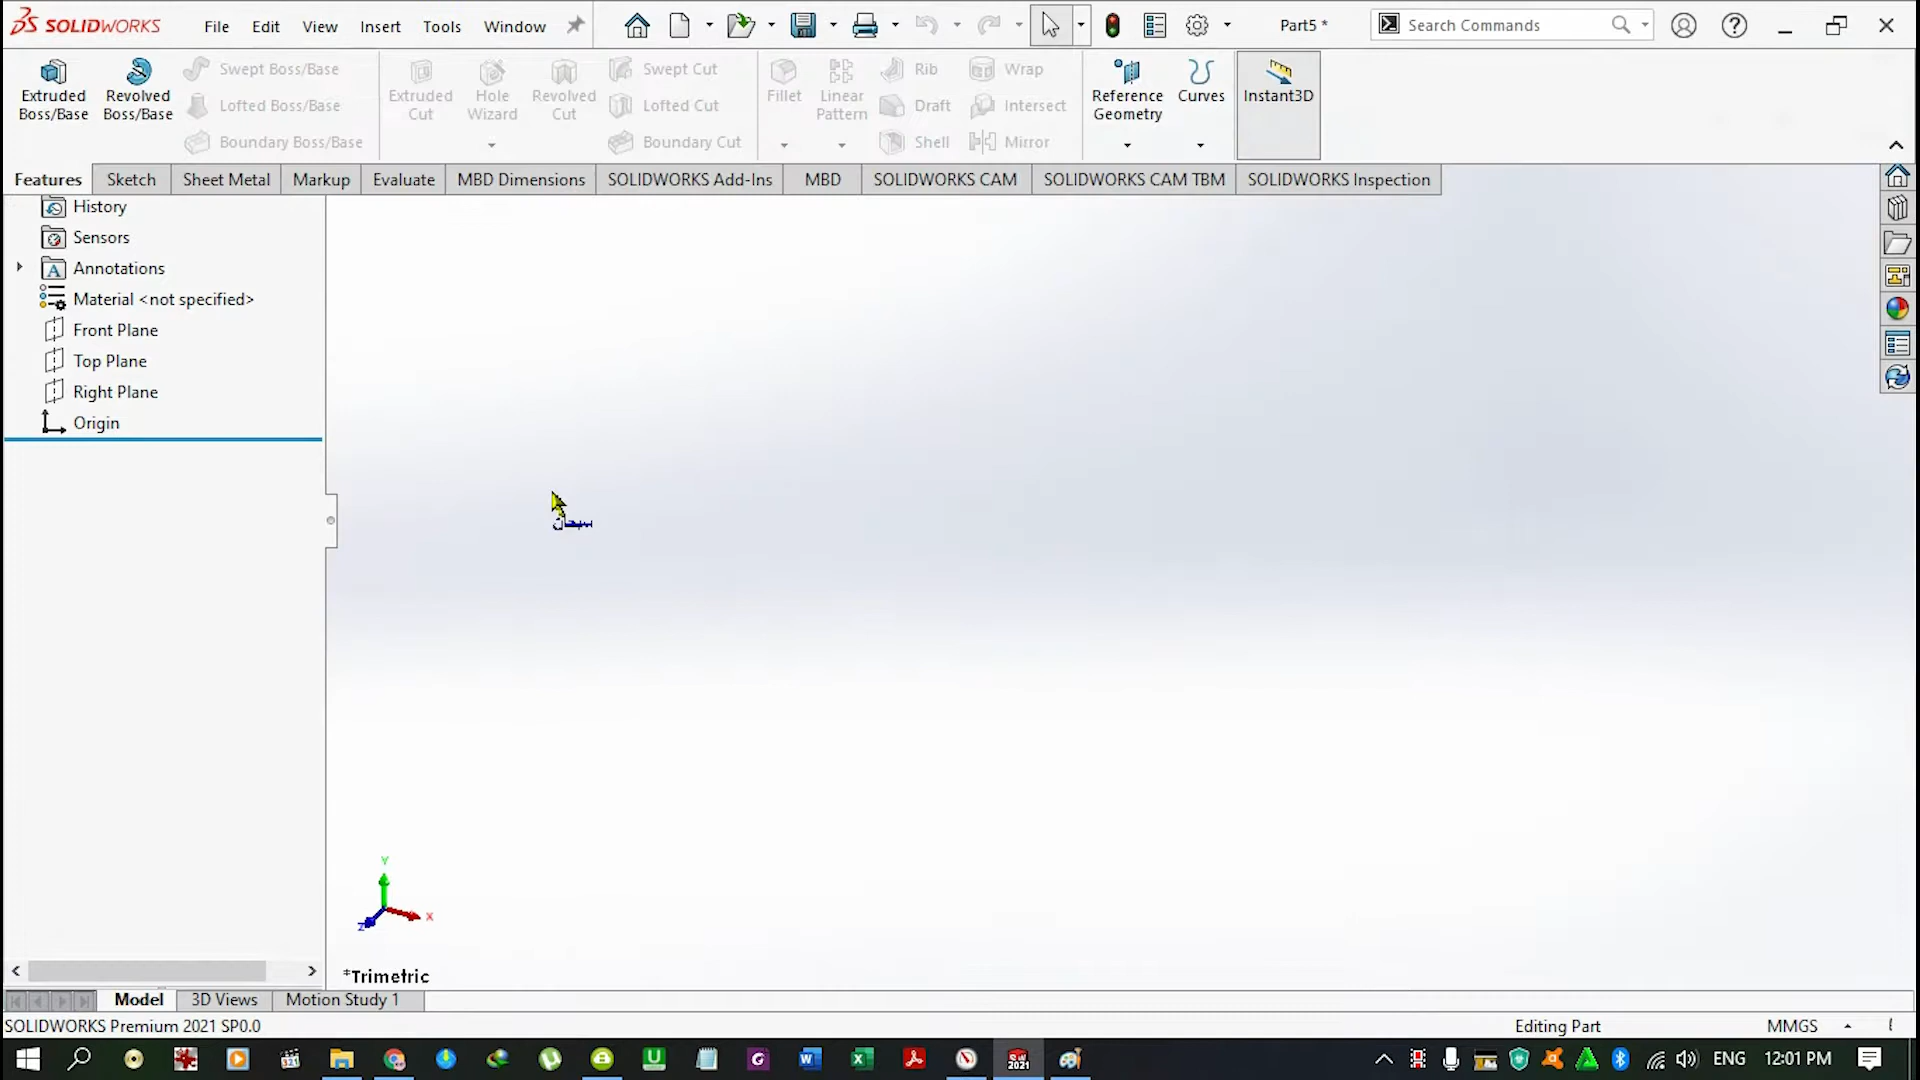 SOLIDWORKS File Edit View Insert Tools Window Part5 * Search Commands
Extruded Boss/Base
Revolved Boss/Base
Swept Boss/Base
Lofted Boss/Base
Boundary Boss/Base
Extruded Cut
Hole Wizard
Revolved Cut
Swept Cut
Lofted Cut
Boundary Cut
Fillet
Linear Pattern
Rib
Draft
Shell
Wrap
Intersect
Mirror
Reference Geometry
Curves
Instant3D
Features Sketch Sheet Metal Markup Evaluate MBD Dimensions SOLIDWORKS Add-Ins MBD SOLIDWORKS CAM SOLIDWORKS CAM TBM SOLIDWORKS Inspection
History
Sensors
Annotations
Material <not specified>
Front Plane
Top Plane
Right Plane
Origin
Y
X
Z
*Trimetric
Model 3D Views Motion Study 1
SOLIDWORKS Premium 2021 SP0.0 Editing Part MMGS
ENG 12:01 PM